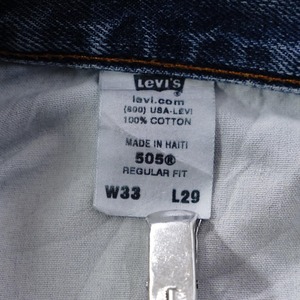 Levi's
levi.com
(800) USA-LEVI
100% COTTON
MADE IN HAITI
505®
REGULAR FIT
W33 L29